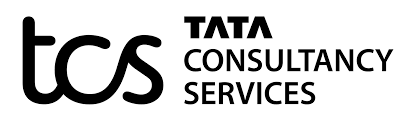 tcs
TATA
CONSULTANCY
SERVICES